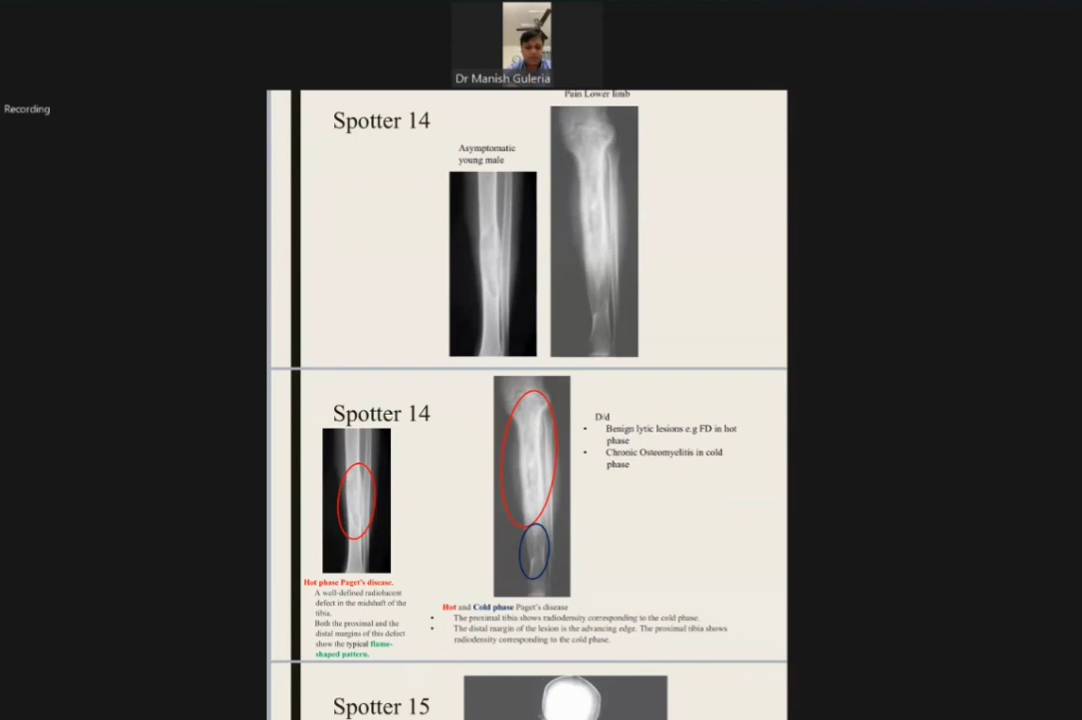 Dr Manish Guleria
Recording
Pain Lower limb
Spotter 14
Asymptomatic
young male
Spotter 14
D/d
• Benign lytic lesions e.g FD in hot
phase
• Chronic Osteomyelitis in cold
phase
Hot phase Paget's disease.
A well-defined radiolucent
defect in the midshaft of the
tibia.
Both the proximal and the
distal margins of this defect
show the typical flame-
shaped pattern.
Hot and Cold phase Paget's disease
• The proximal tibia shows radiodensity corresponding to the cold phase.
• The distal margin of the lesion is the advancing edge. The proximal tibia shows
radiodensity corresponding to the cold phase.
Spotter 15